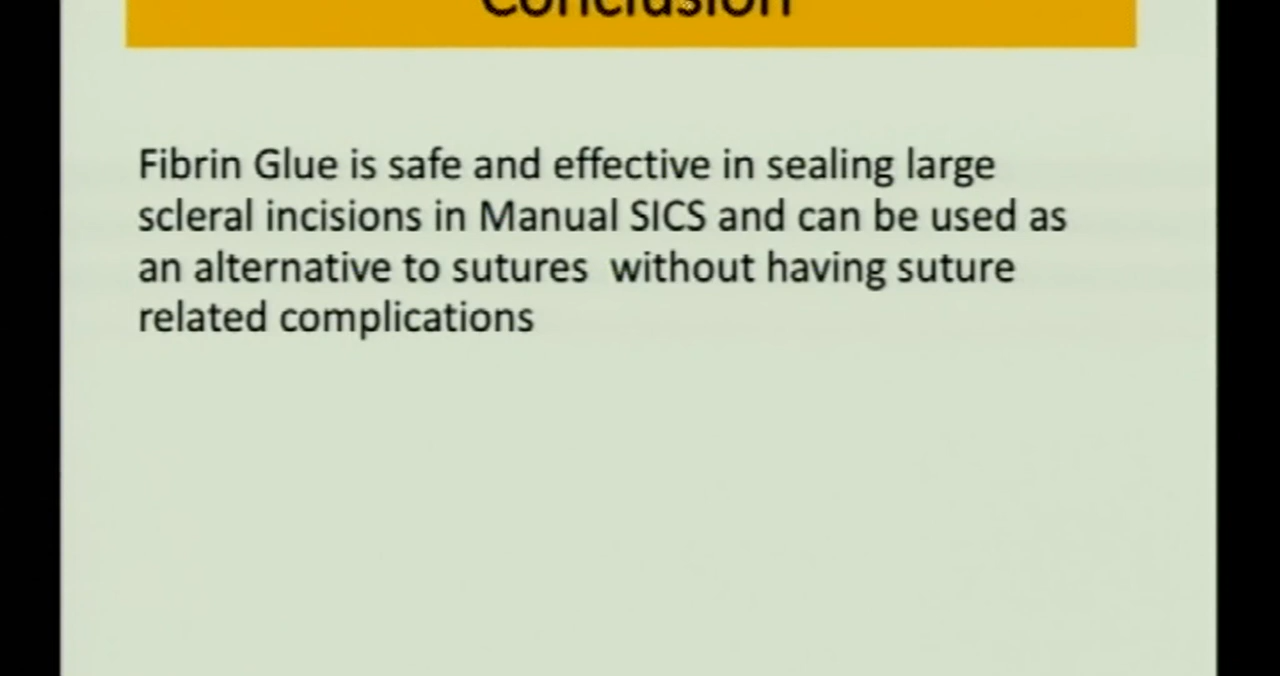 Conclusion
Fibrin Glue is safe and effective in sealing large
scleral incisions in Manual SICS and can be used as
an alternative to sutures  without having suture
related complications